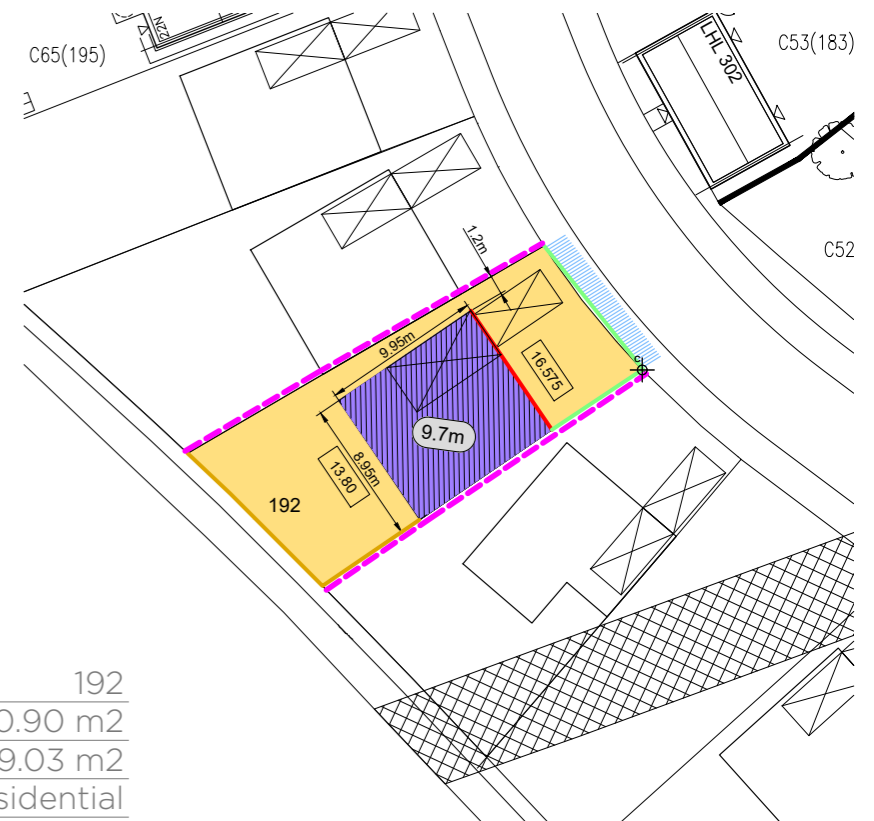 22N
C65(195)
LHL 302
C53(183)
C52
1.2m
9.95m
16.575
9.7m
8.95m
13.80
192
C
192
0.90 m2
9.03 m2
sidential